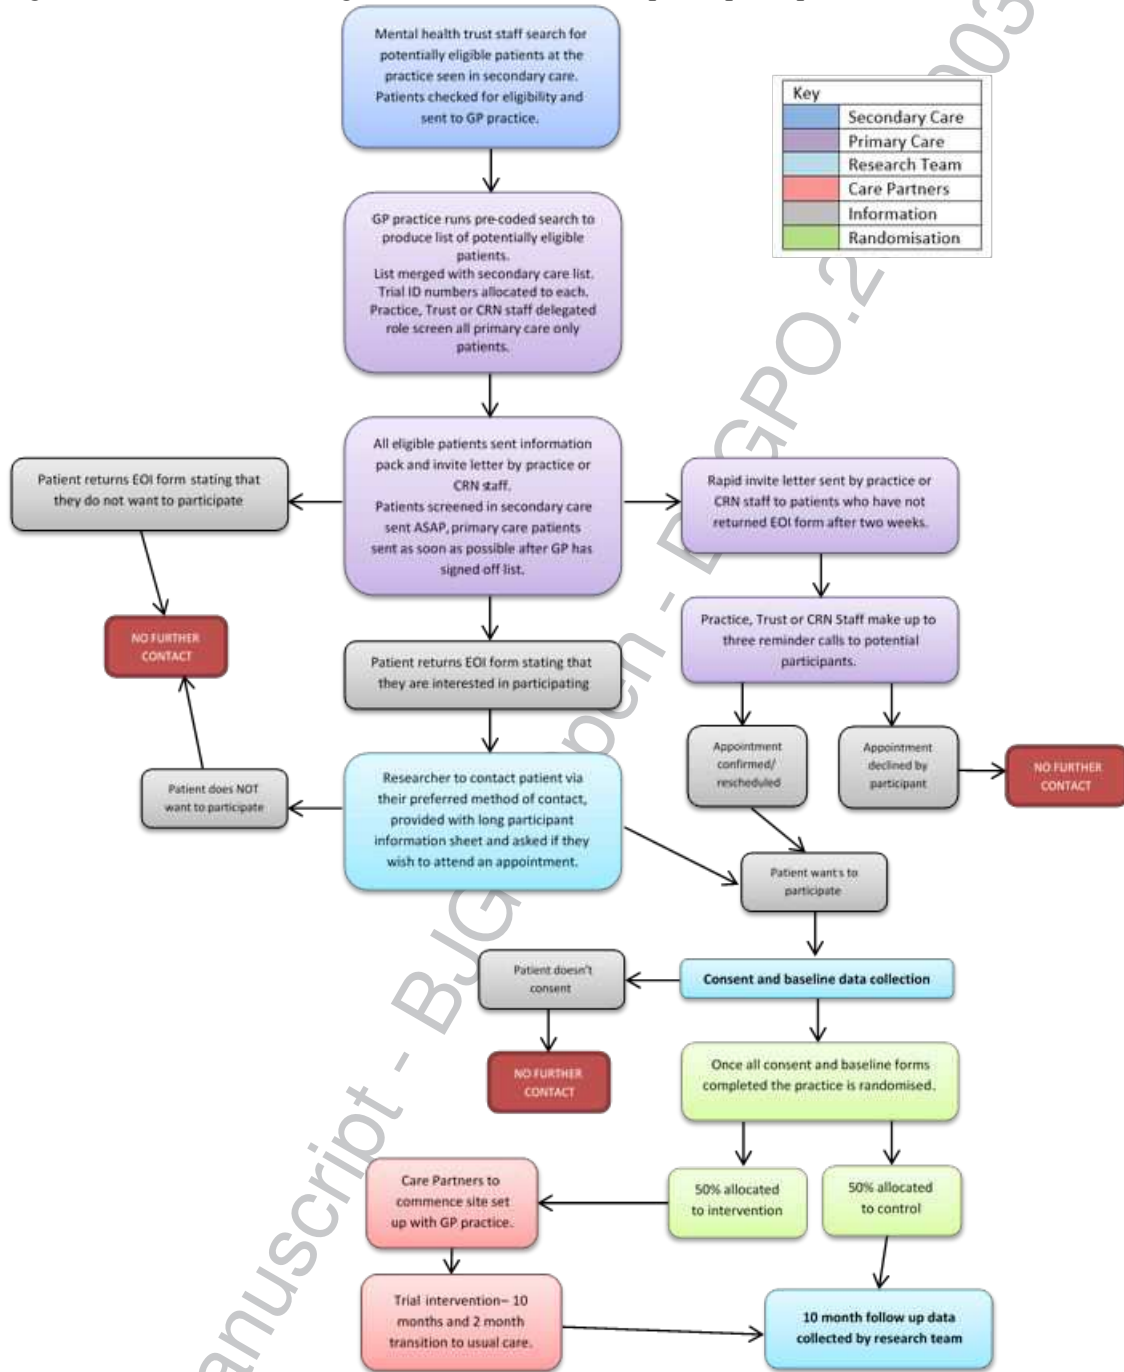 Mental health trust staff search for
potentially eligible patients at the
practice seen in secondary care.
Patients checked for eligibility and
sent to GP practice.
Key
Secondary Care
Primary Care
Research Team
Care Partners
Information
Randomisation
GP practice runs pre-coded search to
produce list of potentially eligible
patients.
List merged with secondary care list.
Trial ID numbers allocated to each.
Practice, Trust or CRN staff delegated
role screen all primary care only
patients.
All eligible patients sent information
pack and invite letter by practice or
CRN staff.
Patients screened in secondary care
sent ASAP, primary care patients
sent as soon as possible after GP has
signed off list.
Patient returns EOI form stating that
they do not want to participate
Rapid invite letter sent by practice or
CRN staff to patients who have not
returned EOI form after two weeks.
NO FURTHER
CONTACT
Patient returns EOI form stating that
they are interested in participating
Practice, Trust or CRN Staff make up to
three reminder calls to potential
participants.
Appointment
confirmed/
rescheduled
Appointment
declined by
participant
NO FURTHER
CONTACT
Patient does NOT
want to participate
Researcher to contact patient via
their preferred method of contact,
provided with long participant
information sheet and asked if they
wish to attend an appointment.
Patient wants to
participate
Patient doesn't
consent
Consent and baseline data collection
NO FURTHER
CONTACT
Once all consent and baseline forms
completed the practice is randomised.
Care Partners to
commence site set
up with GP practice.
50% allocated
to intervention
50% allocated
to control
Trial intervention– 10
months and 2 month
transition to usual care.
10 month follow up data
collected by research team